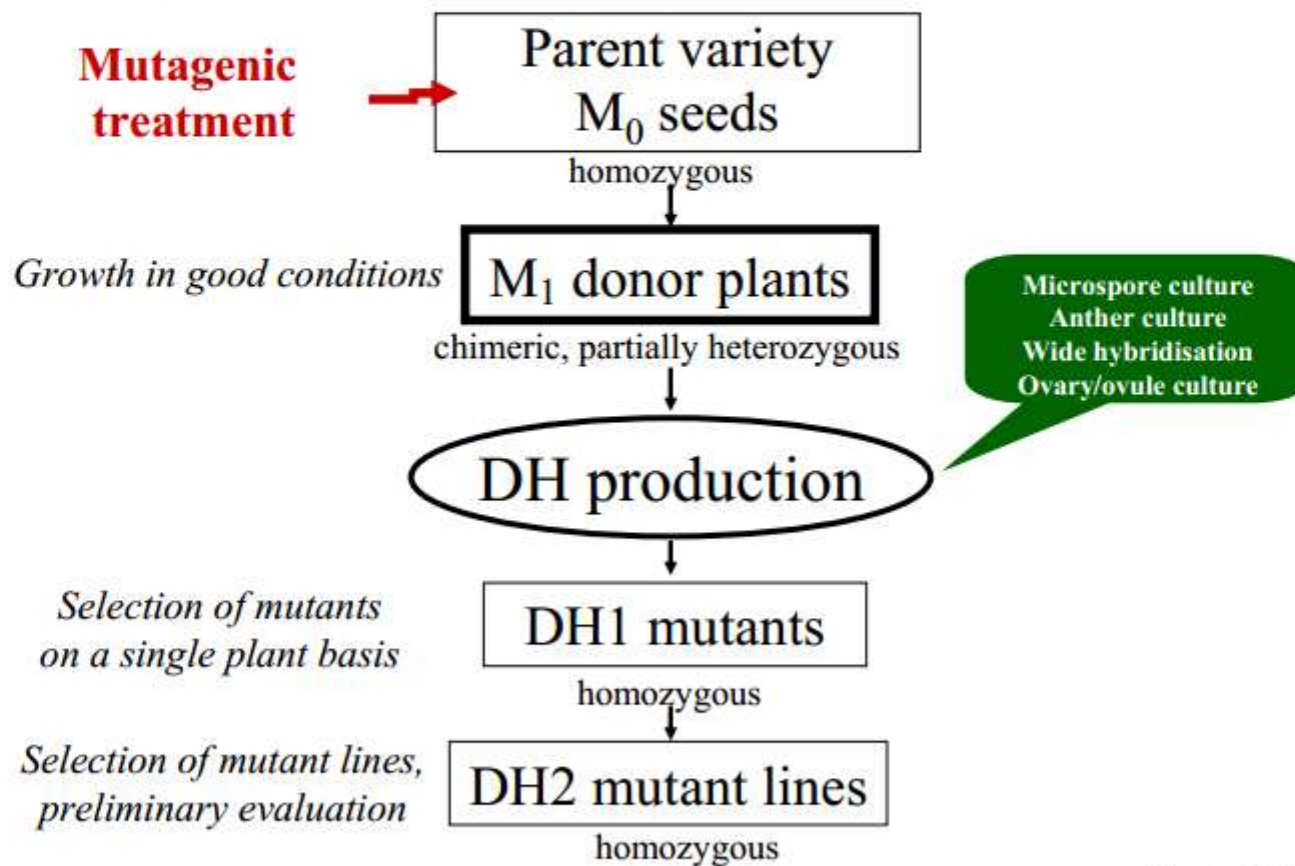 Mutagenic
treatment
Parent variety
M₀ seeds
homozygous
Growth in good conditions
M₁ donor plants
chimeric, partially heterozygous
Microspore culture
Anther culture
Wide hybridisation
Ovary/ovule culture
DH production
Selection of mutants
on a single plant basis
DH1 mutants
homozygous
Selection of mutant lines,
preliminary evaluation
DH2 mutant lines
homozygous